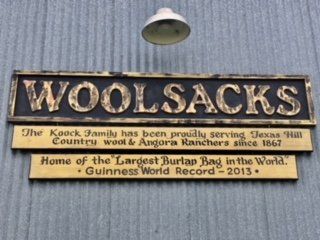 WOOLSACKS
The Koock Family has been proudly serving Texas Hill
Country wool & Angora Ranchers since 1867
Home of the "Largest Burlap Bag in the World."
• Guinness World Record - 2013 •